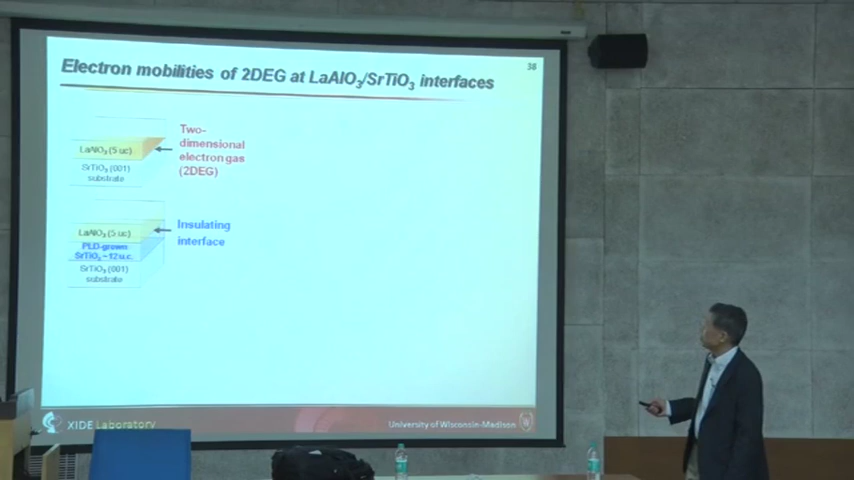 Electron mobilities of 2DEG at LaAlO₃/SrTiO₃ interfaces
38
LaAlO₃ (5 uc)
SrTiO₃ (001)
substrate
Two-
dimensional
electron gas
(2DEG)
LaAlO₃ (5 uc)
PLD-grown
SrTiO₃ ~12 u.c.
SrTiO₃ (001)
substrate
Insulating
interface
XIDE Laboratory
University of Wisconsin-Madison